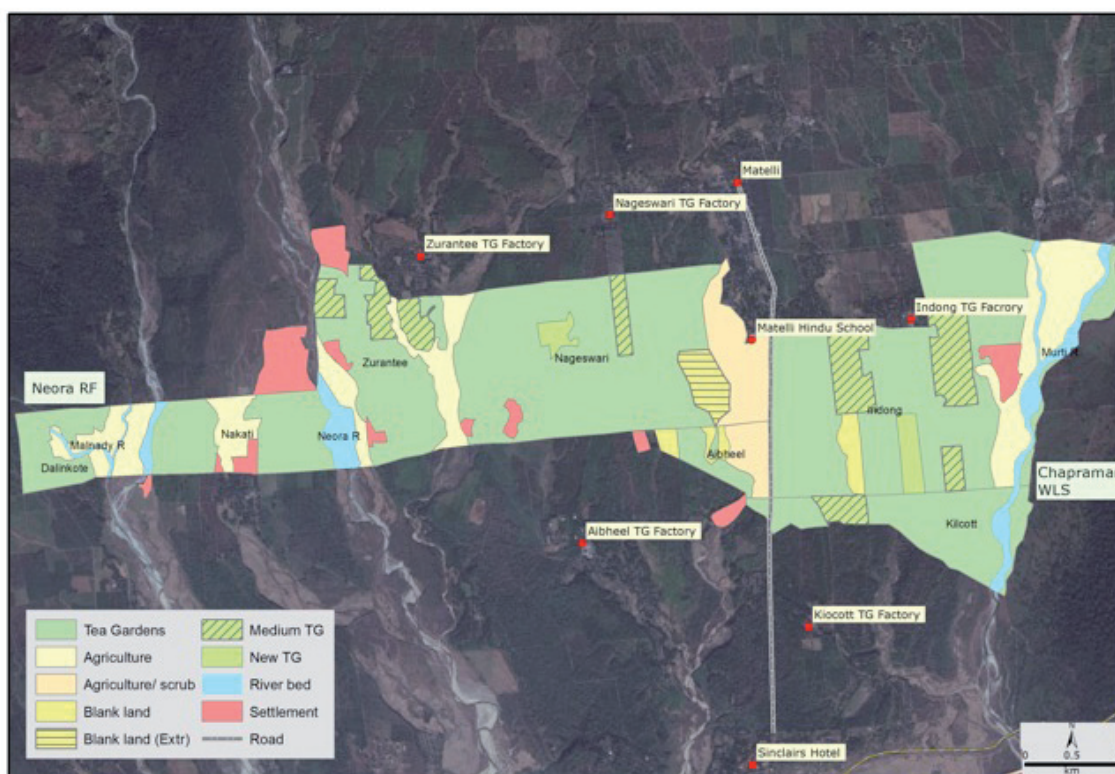 Matelli
Nageswari TG Factory
Zurantee TG Factory
Indong TG Facrory
Matelli Hindu School
Murti R
Zurantee
Nageswari
Neora RF
Indong
Nakati
Neora R
Malnady R
Aibheel
Dalinkote
Chapramar
WLS
Kilcott
Aibheel TG Factory
Kiocott TG Factory
Tea Gardens
Medium TG
Agriculture
New TG
Agriculture/ scrub
River bed
Blank land
Settlement
Blank land (Extr)
Road
Sinclairs Hotel
N
0 0.5
km